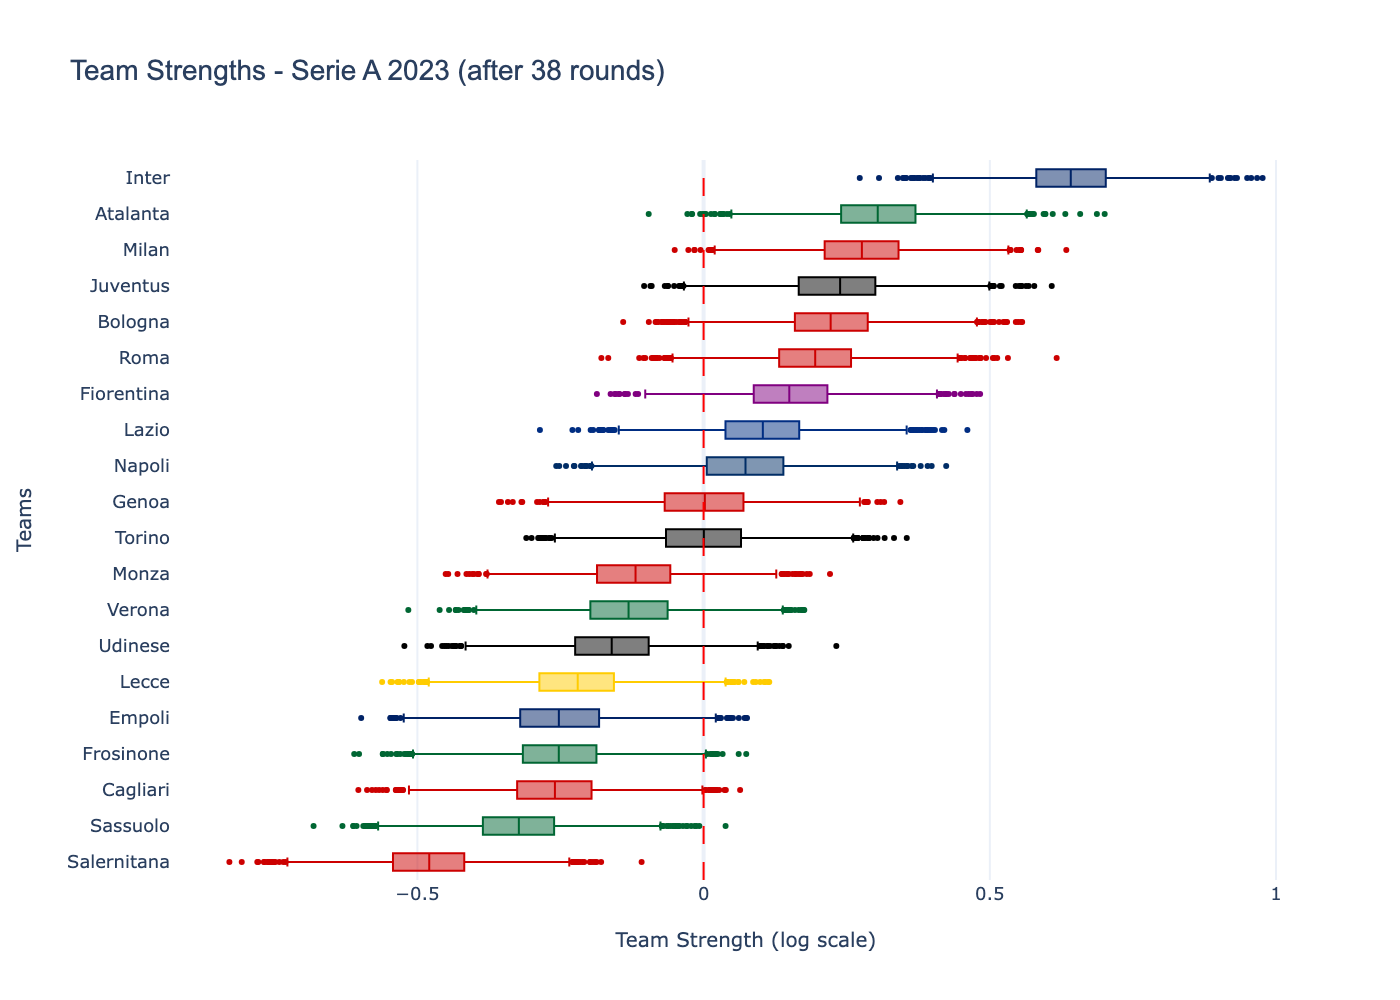 Team Strengths - Serie A 2023 (after 38 rounds)
Inter
Atalanta
Milan
Juventus
Bologna
Roma
Fiorentina
Lazio
Napoli
Genoa
Torino
Monza
Verona
Udinese
Lecce
Empoli
Frosinone
Cagliari
Sassuolo
Salernitana
Teams
−0.5 0 0.5 1
Team Strength (log scale)